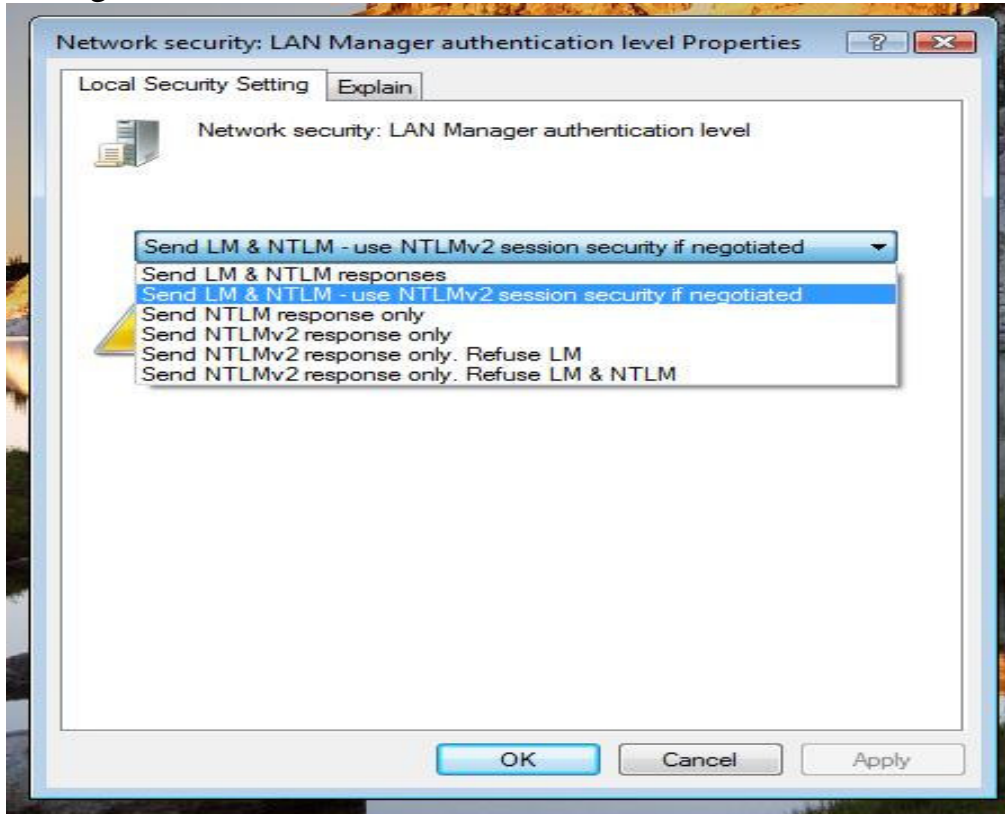 Network security: LAN Manager authentication level Properties
Local Security Setting
Explain
Network security: LAN Manager authentication level
Send LM & NTLM - use NTLMv2 session security if negotiated
Send LM & NTLM responses
Send LM & NTLM - use NTLMv2 session security if negotiated
Send NTLM response only
Send NTLMv2 response only
Send NTLMv2 response only. Refuse LM
Send NTLMv2 response only. Refuse LM & NTLM
OK
Cancel
Apply